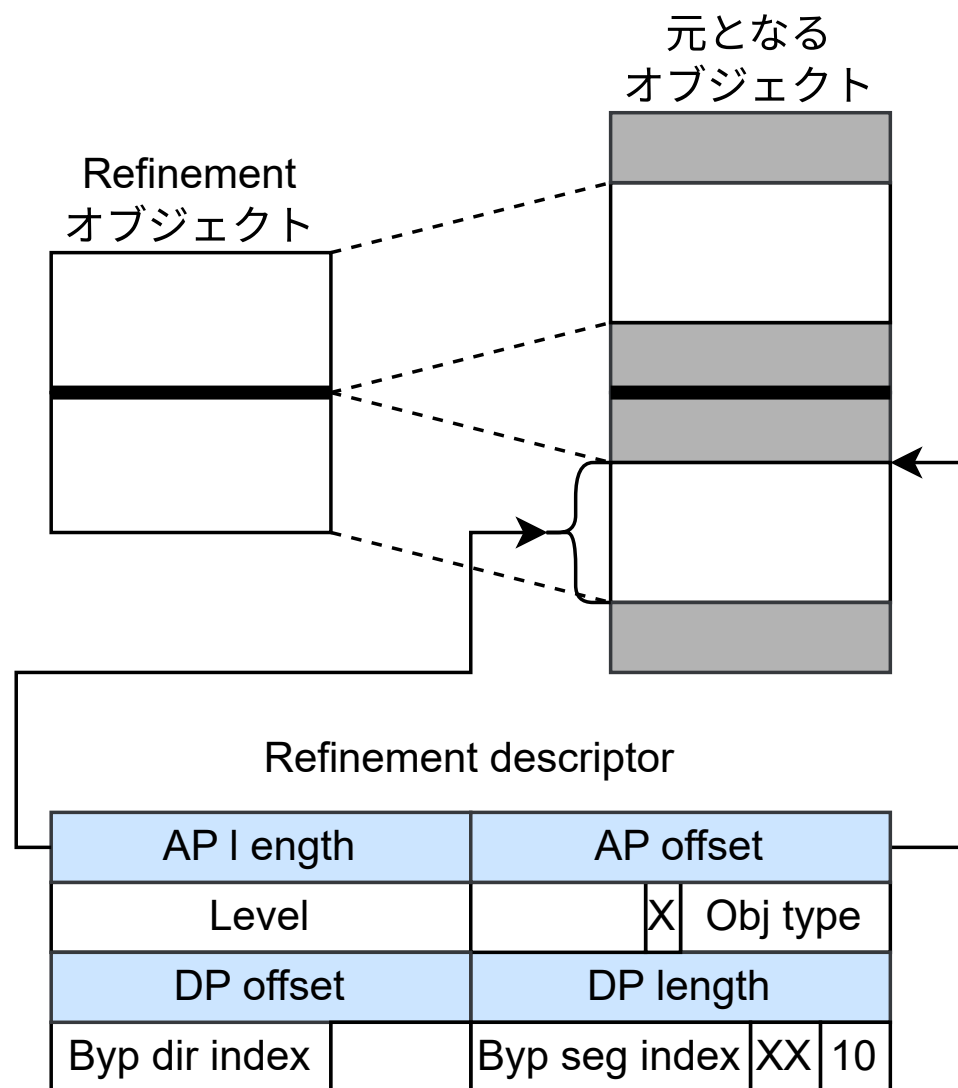 元となる
オブジェクト
Refinement
オブジェクト
Refinement descriptor
AP l ength AP offset
Level X Obj type
DP offset DP length
Byp dir index Byp seg index XX 10